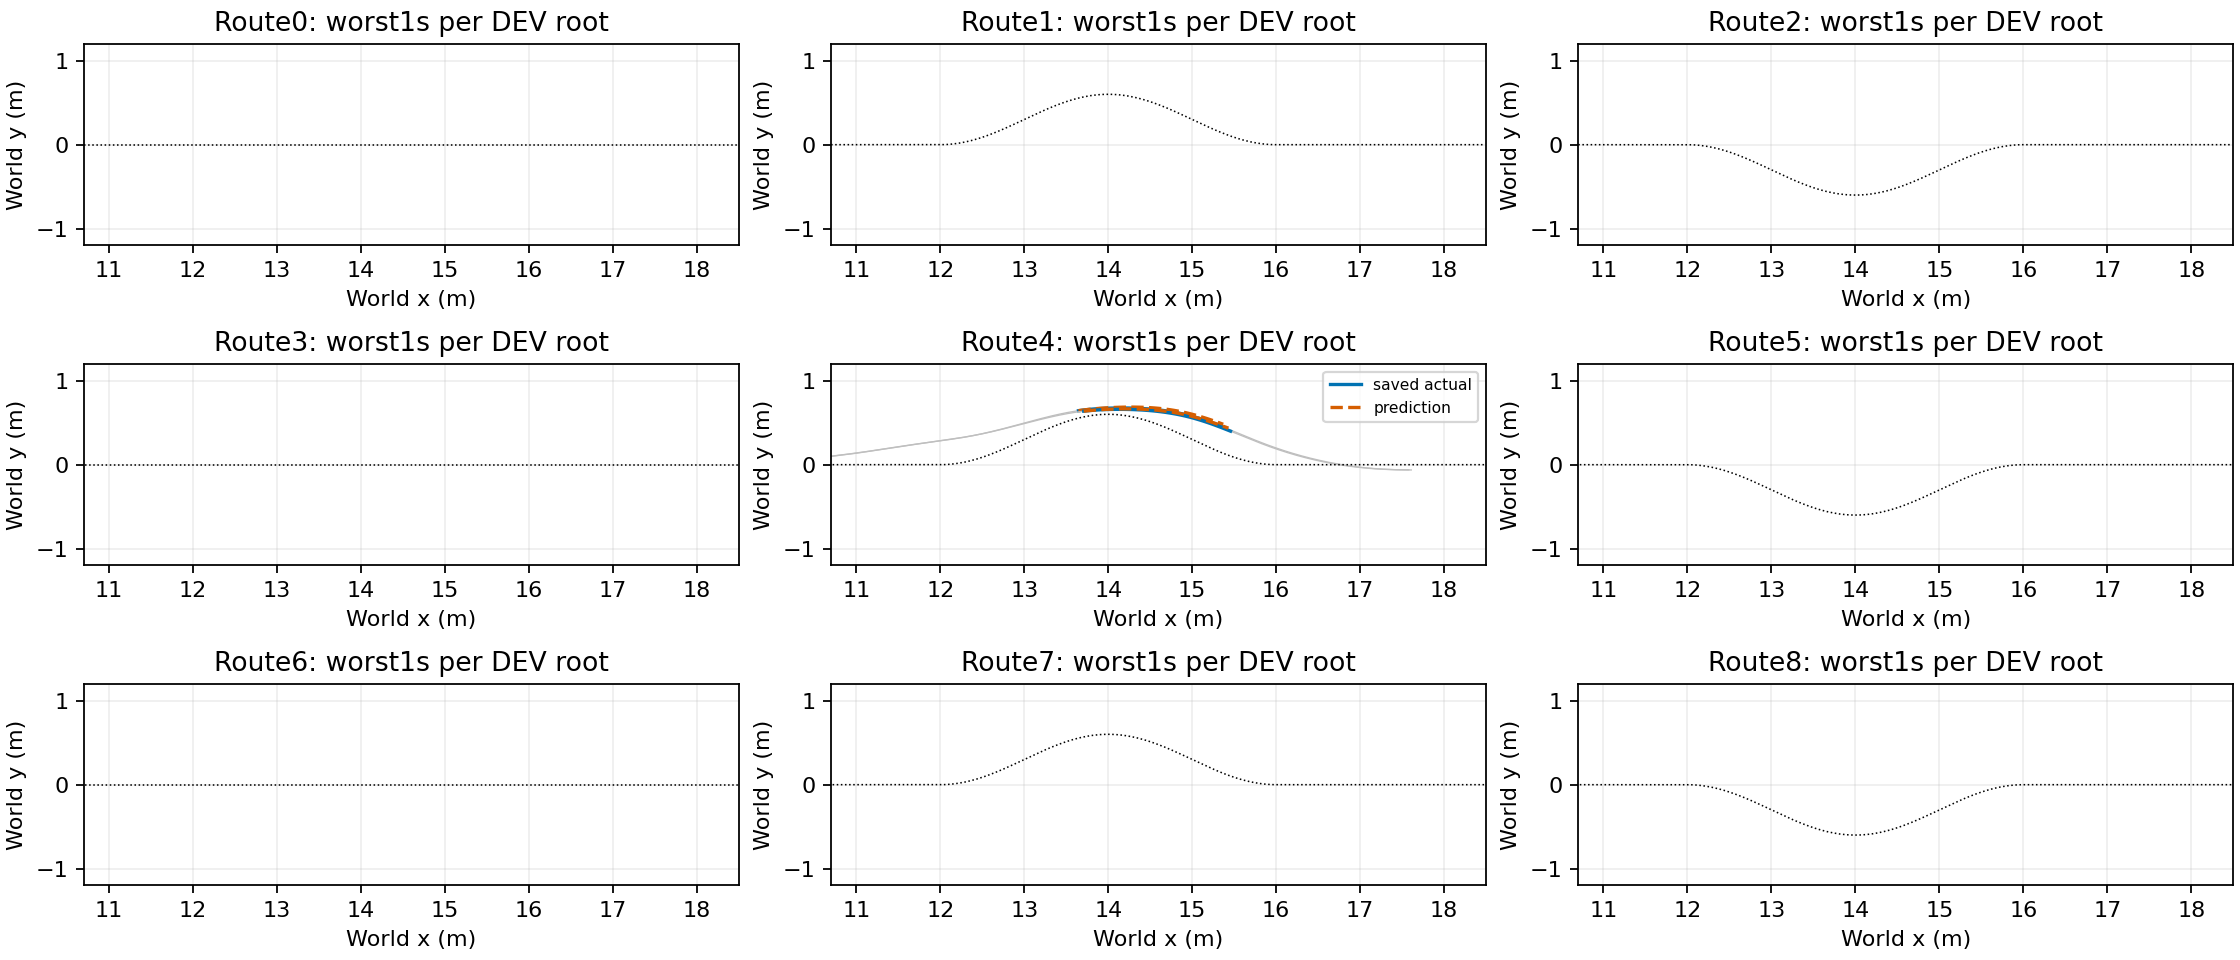 Route0: worst1s per DEV root
World y (m)
1
0
−1
11 12 13 14 15 16 17 18
World x (m)
Route1: worst1s per DEV root
World y (m)
1
0
−1
11 12 13 14 15 16 17 18
World x (m)
Route2: worst1s per DEV root
World y (m)
1
0
−1
11 12 13 14 15 16 17 18
World x (m)
Route3: worst1s per DEV root
World y (m)
1
0
−1
11 12 13 14 15 16 17 18
World x (m)
Route4: worst1s per DEV root
World y (m)
1
0
−1
saved actual
prediction
11 12 13 14 15 16 17 18
World x (m)
Route5: worst1s per DEV root
World y (m)
1
0
−1
11 12 13 14 15 16 17 18
World x (m)
Route6: worst1s per DEV root
World y (m)
1
0
−1
11 12 13 14 15 16 17 18
World x (m)
Route7: worst1s per DEV root
World y (m)
1
0
−1
11 12 13 14 15 16 17 18
World x (m)
Route8: worst1s per DEV root
World y (m)
1
0
−1
11 12 13 14 15 16 17 18
World x (m)